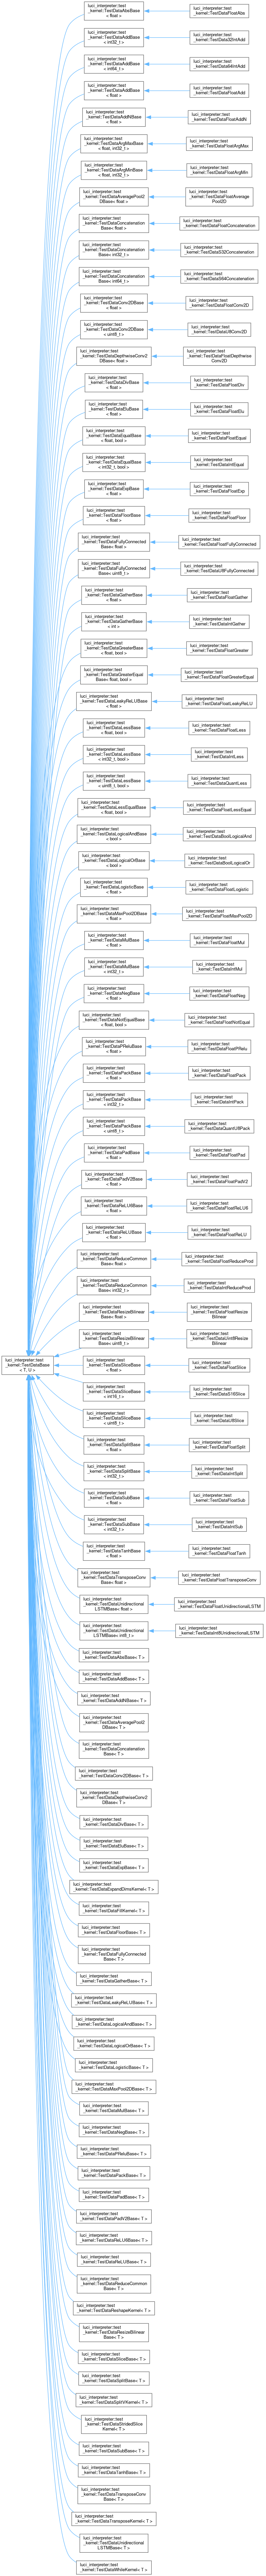 luci_interpreter::test
_kernel::TestDataAbsBase
< float >
luci_interpreter::test
_kernel::TestDataFloatAbs
luci_interpreter::test
_kernel::TestDataAddBase
< int32_t >
luci_interpreter::test
_kernel::TestData32IntAdd
luci_interpreter::test
_kernel::TestDataAddBase
< int64_t >
luci_interpreter::test
_kernel::TestData64IntAdd
luci_interpreter::test
_kernel::TestDataAddBase
< float >
luci_interpreter::test
_kernel::TestDataFloatAdd
luci_interpreter::test
_kernel::TestDataAddNBase
< float >
luci_interpreter::test
_kernel::TestDataFloatAddN
luci_interpreter::test
_kernel::TestDataArgMaxBase
< float, int32_t >
luci_interpreter::test
_kernel::TestDataFloatArgMax
luci_interpreter::test
_kernel::TestDataArgMinBase
< float, int32_t >
luci_interpreter::test
_kernel::TestDataFloatArgMin
luci_interpreter::test
_kernel::TestDataAveragePool2
DBase< float >
luci_interpreter::test
_kernel::TestDataFloatAverage
Pool2D
luci_interpreter::test
_kernel::TestDataConcatenation
Base< float >
luci_interpreter::test
_kernel::TestDataFloatConcatenation
luci_interpreter::test
_kernel::TestDataConcatenation
Base< int32_t >
luci_interpreter::test
_kernel::TestDataS32Concatenation
luci_interpreter::test
_kernel::TestDataConcatenation
Base< int64_t >
luci_interpreter::test
_kernel::TestDataS64Concatenation
luci_interpreter::test
_kernel::TestDataConv2DBase
< float >
luci_interpreter::test
_kernel::TestDataFloatConv2D
luci_interpreter::test
_kernel::TestDataConv2DBase
< uint8_t >
luci_interpreter::test
_kernel::TestDataU8Conv2D
luci_interpreter::test
_kernel::TestDataDepthwiseConv2
DBase< float >
luci_interpreter::test
_kernel::TestDataFloatDepthwise
Conv2D
luci_interpreter::test
_kernel::TestDataDivBase
< float >
luci_interpreter::test
_kernel::TestDataFloatDiv
luci_interpreter::test
_kernel::TestDataEluBase
< float >
luci_interpreter::test
_kernel::TestDataFloatElu
luci_interpreter::test
_kernel::TestDataEqualBase
< float, bool >
luci_interpreter::test
_kernel::TestDataFloatEqual
luci_interpreter::test
_kernel::TestDataEqualBase
< int32_t, bool >
luci_interpreter::test
_kernel::TestDataIntEqual
luci_interpreter::test
_kernel::TestDataExpBase
< float >
luci_interpreter::test
_kernel::TestDataFloatExp
luci_interpreter::test
_kernel::TestDataFloorBase
< float >
luci_interpreter::test
_kernel::TestDataFloatFloor
luci_interpreter::test
_kernel::TestDataFullyConnected
Base< float >
luci_interpreter::test
_kernel::TestDataFloatFullyConnected
luci_interpreter::test
_kernel::TestDataFullyConnected
Base< uint8_t >
luci_interpreter::test
_kernel::TestDataU8FullyConnected
luci_interpreter::test
_kernel::TestDataGatherBase
< float >
luci_interpreter::test
_kernel::TestDataFloatGather
luci_interpreter::test
_kernel::TestDataGatherBase
< int >
luci_interpreter::test
_kernel::TestDataIntGather
luci_interpreter::test
_kernel::TestDataGreaterBase
< float, bool >
luci_interpreter::test
_kernel::TestDataFloatGreater
luci_interpreter::test
_kernel::TestDataGreaterEqual
Base< float, bool >
luci_interpreter::test
_kernel::TestDataFloatGreaterEqual
luci_interpreter::test
_kernel::TestDataLeakyReLUBase
< float >
luci_interpreter::test
_kernel::TestDataFloatLeakyReLU
luci_interpreter::test
_kernel::TestDataLessBase
< float, bool >
luci_interpreter::test
_kernel::TestDataFloatLess
luci_interpreter::test
_kernel::TestDataLessBase
< int32_t, bool >
luci_interpreter::test
_kernel::TestDataIntLess
luci_interpreter::test
_kernel::TestDataLessBase
< uint8_t, bool >
luci_interpreter::test
_kernel::TestDataQuantLess
luci_interpreter::test
_kernel::TestDataLessEqualBase
< float, bool >
luci_interpreter::test
_kernel::TestDataFloatLessEqual
luci_interpreter::test
_kernel::TestDataLogicalAndBase
< bool >
luci_interpreter::test
_kernel::TestDataBoolLogicalAnd
luci_interpreter::test
_kernel::TestDataLogicalOrBase
< bool >
luci_interpreter::test
_kernel::TestDataBoolLogicalOr
luci_interpreter::test
_kernel::TestDataLogisticBase
< float >
luci_interpreter::test
_kernel::TestDataFloatLogistic
luci_interpreter::test
_kernel::TestDataMaxPool2DBase
< float >
luci_interpreter::test
_kernel::TestDataFloatMaxPool2D
luci_interpreter::test
_kernel::TestDataMulBase
< float >
luci_interpreter::test
_kernel::TestDataFloatMul
luci_interpreter::test
_kernel::TestDataMulBase
< int32_t >
luci_interpreter::test
_kernel::TestDataIntMul
luci_interpreter::test
_kernel::TestDataNegBase
< float >
luci_interpreter::test
_kernel::TestDataFloatNeg
luci_interpreter::test
_kernel::TestDataNotEqualBase
< float, bool >
luci_interpreter::test
_kernel::TestDataFloatNotEqual
luci_interpreter::test
_kernel::TestDataPReluBase
< float >
luci_interpreter::test
_kernel::TestDataFloatPRelu
luci_interpreter::test
_kernel::TestDataPackBase
< float >
luci_interpreter::test
_kernel::TestDataFloatPack
luci_interpreter::test
_kernel::TestDataPackBase
< int32_t >
luci_interpreter::test
_kernel::TestDataIntPack
luci_interpreter::test
_kernel::TestDataPackBase
< uint8_t >
luci_interpreter::test
_kernel::TestDataQuantU8Pack
luci_interpreter::test
_kernel::TestDataPadBase
< float >
luci_interpreter::test
_kernel::TestDataFloatPad
luci_interpreter::test
_kernel::TestDataPadV2Base
< float >
luci_interpreter::test
_kernel::TestDataFloatPadV2
luci_interpreter::test
_kernel::TestDataReLU6Base
< float >
luci_interpreter::test
_kernel::TestDataFloatReLU6
luci_interpreter::test
_kernel::TestDataReLUBase
< float >
luci_interpreter::test
_kernel::TestDataFloatReLU
luci_interpreter::test
_kernel::TestDataReduceCommon
Base< float >
luci_interpreter::test
_kernel::TestDataFloatReduceProd
luci_interpreter::test
_kernel::TestDataReduceCommon
Base< int32_t >
luci_interpreter::test
_kernel::TestDataIntReduceProd
luci_interpreter::test
_kernel::TestDataResizeBilinear
Base< float >
luci_interpreter::test
_kernel::TestDataFloatResize
Bilinear
luci_interpreter::test
_kernel::TestDataResizeBilinear
Base< uint8_t >
luci_interpreter::test
_kernel::TestDataUint8Resize
Bilinear
luci_interpreter::test
_kernel::TestDataBase
< T, U >
luci_interpreter::test
_kernel::TestDataSliceBase
< float >
luci_interpreter::test
_kernel::TestDataFloatSlice
luci_interpreter::test
_kernel::TestDataSliceBase
< int16_t >
luci_interpreter::test
_kernel::TestDataS16Slice
luci_interpreter::test
_kernel::TestDataSliceBase
< uint8_t >
luci_interpreter::test
_kernel::TestDataU8Slice
luci_interpreter::test
_kernel::TestDataSplitBase
< float >
luci_interpreter::test
_kernel::TestDataFloatSplit
luci_interpreter::test
_kernel::TestDataSplitBase
< int32_t >
luci_interpreter::test
_kernel::TestDataIntSplit
luci_interpreter::test
_kernel::TestDataSubBase
< float >
luci_interpreter::test
_kernel::TestDataFloatSub
luci_interpreter::test
_kernel::TestDataSubBase
< int32_t >
luci_interpreter::test
_kernel::TestDataIntSub
luci_interpreter::test
_kernel::TestDataTanhBase
< float >
luci_interpreter::test
_kernel::TestDataFloatTanh
luci_interpreter::test
_kernel::TestDataTransposeConv
Base< float >
luci_interpreter::test
_kernel::TestDataFloatTransposeConv
luci_interpreter::test
_kernel::TestDataUnidirectional
LSTMBase< float >
luci_interpreter::test
_kernel::TestDataFloatUnidirectionalLSTM
luci_interpreter::test
_kernel::TestDataUnidirectional
LSTMBase< int8_t >
luci_interpreter::test
_kernel::TestDataInt8UnidirectionalLSTM
luci_interpreter::test
_kernel::TestDataAbsBase< T >
luci_interpreter::test
_kernel::TestDataAddBase< T >
luci_interpreter::test
_kernel::TestDataAddNBase< T >
luci_interpreter::test
_kernel::TestDataAveragePool2
DBase< T >
luci_interpreter::test
_kernel::TestDataConcatenation
Base< T >
luci_interpreter::test
_kernel::TestDataConv2DBase< T >
luci_interpreter::test
_kernel::TestDataDepthwiseConv2
DBase< T >
luci_interpreter::test
_kernel::TestDataDivBase< T >
luci_interpreter::test
_kernel::TestDataEluBase< T >
luci_interpreter::test
_kernel::TestDataExpBase< T >
luci_interpreter::test
_kernel::TestDataExpandDimsKernel< T >
luci_interpreter::test
_kernel::TestDataFillKernel< T >
luci_interpreter::test
_kernel::TestDataFloorBase< T >
luci_interpreter::test
_kernel::TestDataFullyConnected
Base< T >
luci_interpreter::test
_kernel::TestDataGatherBase< T >
luci_interpreter::test
_kernel::TestDataLeakyReLUBase< T >
luci_interpreter::test
_kernel::TestDataLogicalAndBase< T >
luci_interpreter::test
_kernel::TestDataLogicalOrBase< T >
luci_interpreter::test
_kernel::TestDataLogisticBase< T >
luci_interpreter::test
_kernel::TestDataMaxPool2DBase< T >
luci_interpreter::test
_kernel::TestDataMulBase< T >
luci_interpreter::test
_kernel::TestDataNegBase< T >
luci_interpreter::test
_kernel::TestDataPReluBase< T >
luci_interpreter::test
_kernel::TestDataPackBase< T >
luci_interpreter::test
_kernel::TestDataPadBase< T >
luci_interpreter::test
_kernel::TestDataPadV2Base< T >
luci_interpreter::test
_kernel::TestDataReLU6Base< T >
luci_interpreter::test
_kernel::TestDataReLUBase< T >
luci_interpreter::test
_kernel::TestDataReduceCommon
Base< T >
luci_interpreter::test
_kernel::TestDataReshapeKernel< T >
luci_interpreter::test
_kernel::TestDataResizeBilinear
Base< T >
luci_interpreter::test
_kernel::TestDataSliceBase< T >
luci_interpreter::test
_kernel::TestDataSplitBase< T >
luci_interpreter::test
_kernel::TestDataSplitVKernel< T >
luci_interpreter::test
_kernel::TestDataStridedSlice
Kernel< T >
luci_interpreter::test
_kernel::TestDataSubBase< T >
luci_interpreter::test
_kernel::TestDataTanhBase< T >
luci_interpreter::test
_kernel::TestDataTransposeConv
Base< T >
luci_interpreter::test
_kernel::TestDataTransposeKernel< T >
luci_interpreter::test
_kernel::TestDataUnidirectional
LSTMBase< T >
luci_interpreter::test
_kernel::TestDataWhileKernel< T >